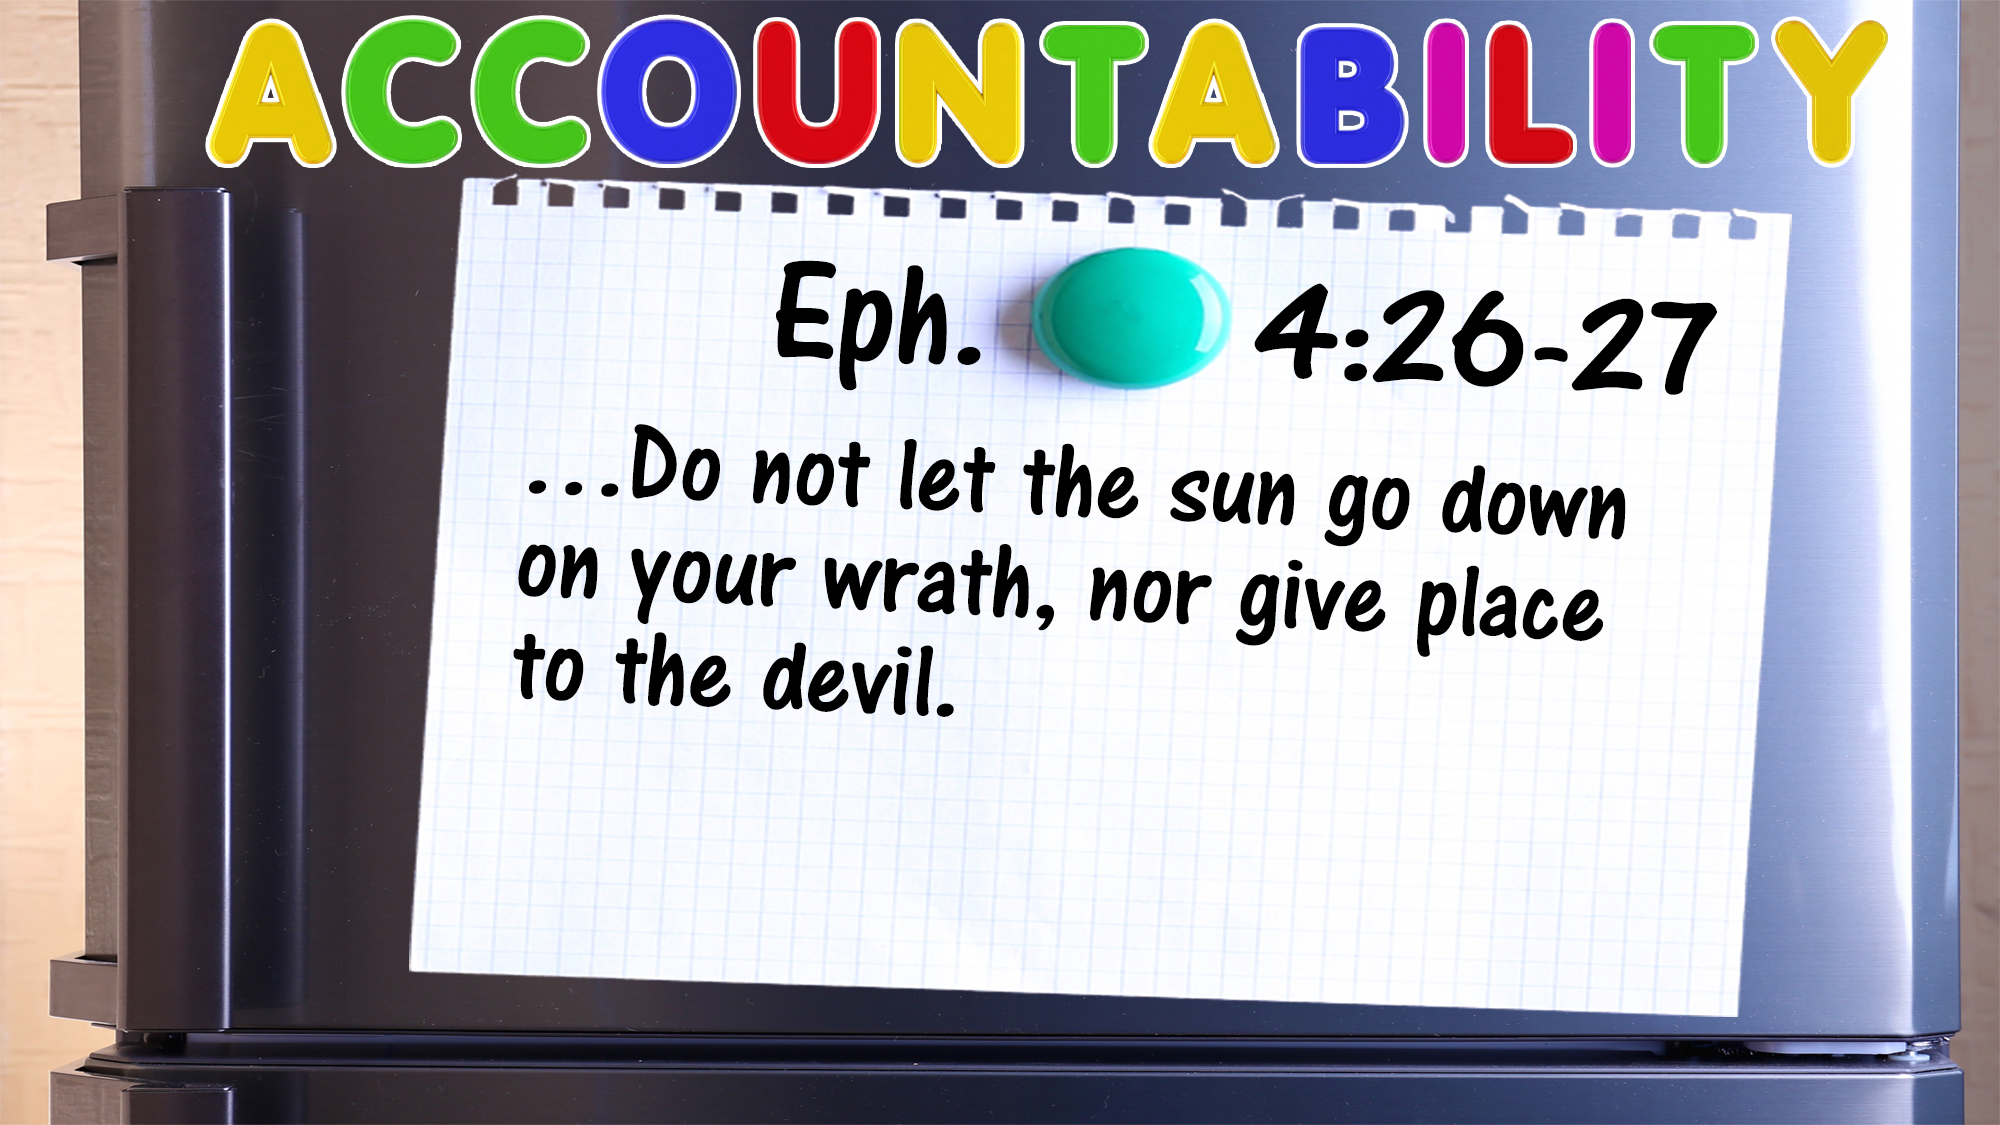 ACCOUNTABILITY
Eph. 4:26-27
...Do not let the sun go down
on your wrath, nor give place
to the devil.